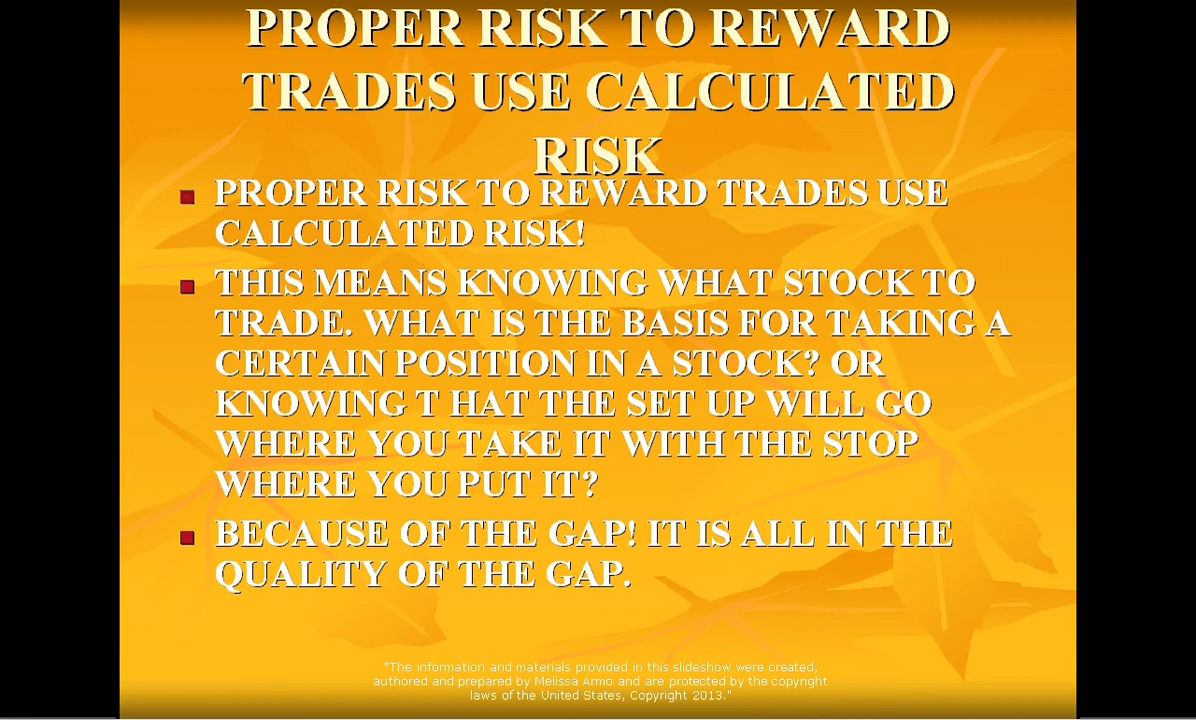 PROPER RISK TO REWARD
TRADES USE CALCULATED
RISK
PROPER RISK TO REWARD TRADES USE
CALCULATED RISK!
THIS MEANS KNOWING WHAT STOCK TO
TRADE. WHAT IS THE BASIS FOR TAKING A
CERTAIN POSITION IN A STOCK? OR
KNOWING T HAT THE SET UP WILL GO
WHERE YOU TAKE IT WITH THE STOP
WHERE YOU PUT IT?
BECAUSE OF THE GAP! IT IS ALL IN THE
QUALITY OF THE GAP.
"The information and materials provided in this slideshow were created,
authored and prepared by Melissa Armo and are protected by the copyright
laws of the United States, Copyright 2013."